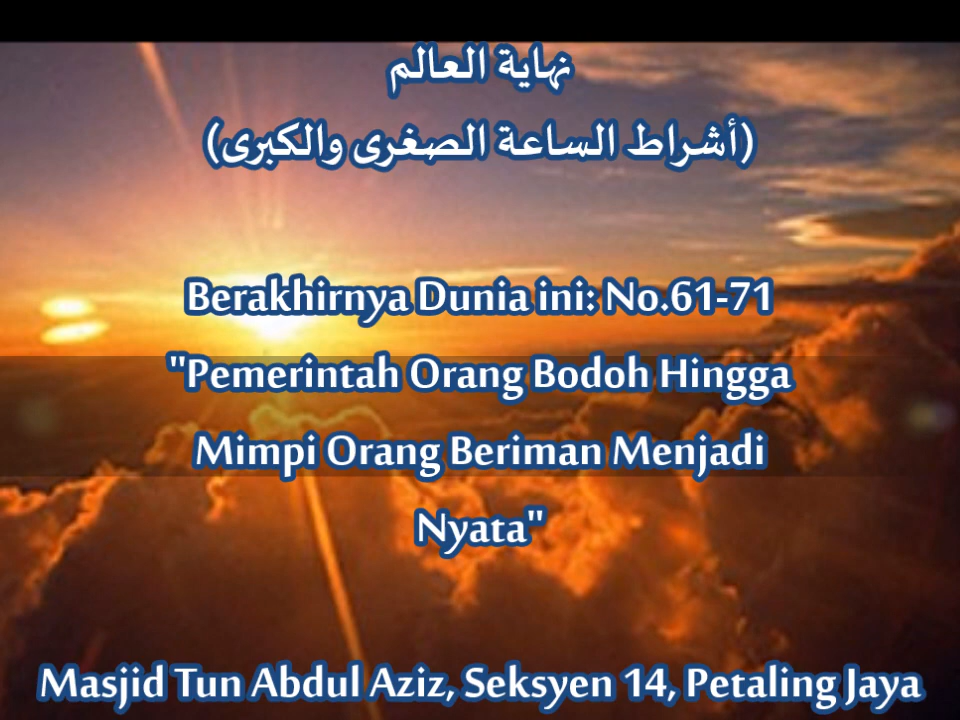 نهاية العالم
(أشراط الساعة الصغرى والكبرى)
Berakhirnya Dunia ini: No.61-71
"Pemerintah Orang Bodoh Hingga
Mimpi Orang Beriman Menjadi
Nyata"
Masjid Tun Abdul Aziz, Seksyen 14, Petaling Jaya